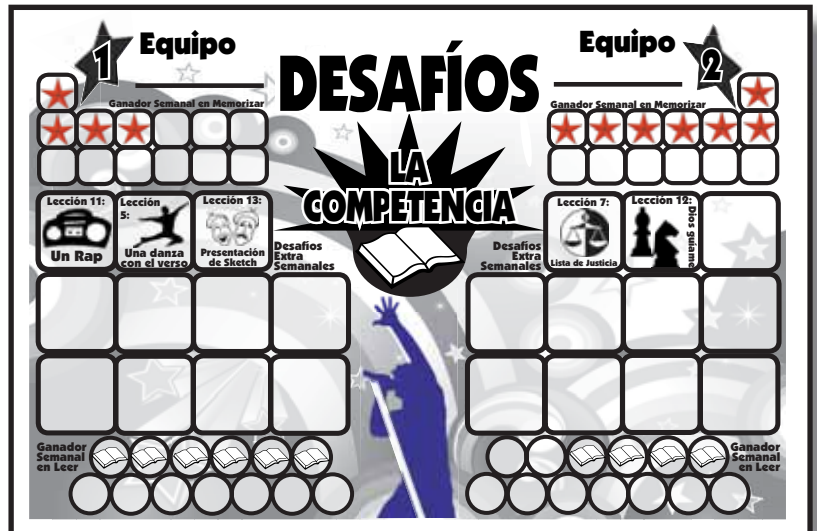 1
Equipo
Ganador Semanal en Memorizar
DESAFÍOS
LA
COMPETENCIA
Equipo
2
Ganador Semanal en Memorizar
Lección 11:
Un Rap
Lección
5:
Una danza
con el verso
Lección 13:
Presentación
de Sketch
Desafíos
Extra
Semanales
Desafíos
Extra
Semanales
Lección 7:
Lista de Justicia
Lección 12:
Dios guíame
Ganador
Semanal
en Leer
Ganador
Semanal
en Leer